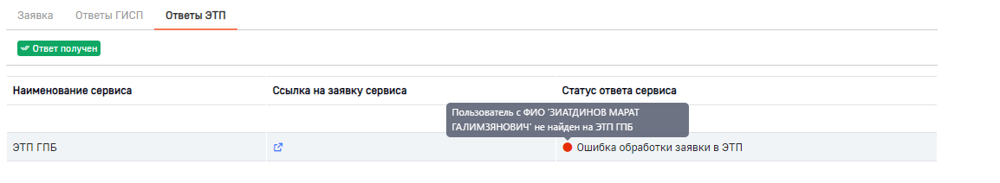 Заявка Ответы ГИСП Ответы ЭТП
Ответ получен
Наименование сервиса Ссылка на заявку сервиса Статус ответа сервиса
Пользователь с ФИО 'ЗИАТДИНОВ МАРАТ
ГАЛИМЗЯНОВИЧ' не найден на ЭТП ГПБ
ЭТП ГПБ Ошибка обработки заявки в ЭТП